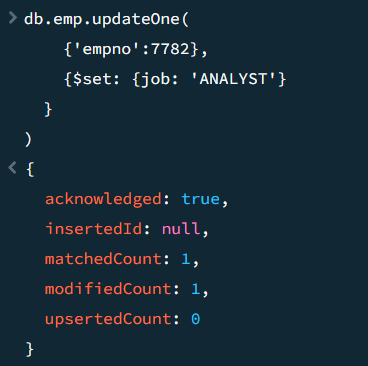 > db.emp.updateOne(
{'empno':7782},
{$set: {job: 'ANALYST'}
}
)
< {
acknowledged: true,
insertedId: null,
matchedCount: 1,
modifiedCount: 1,
upsertedCount: 0
}